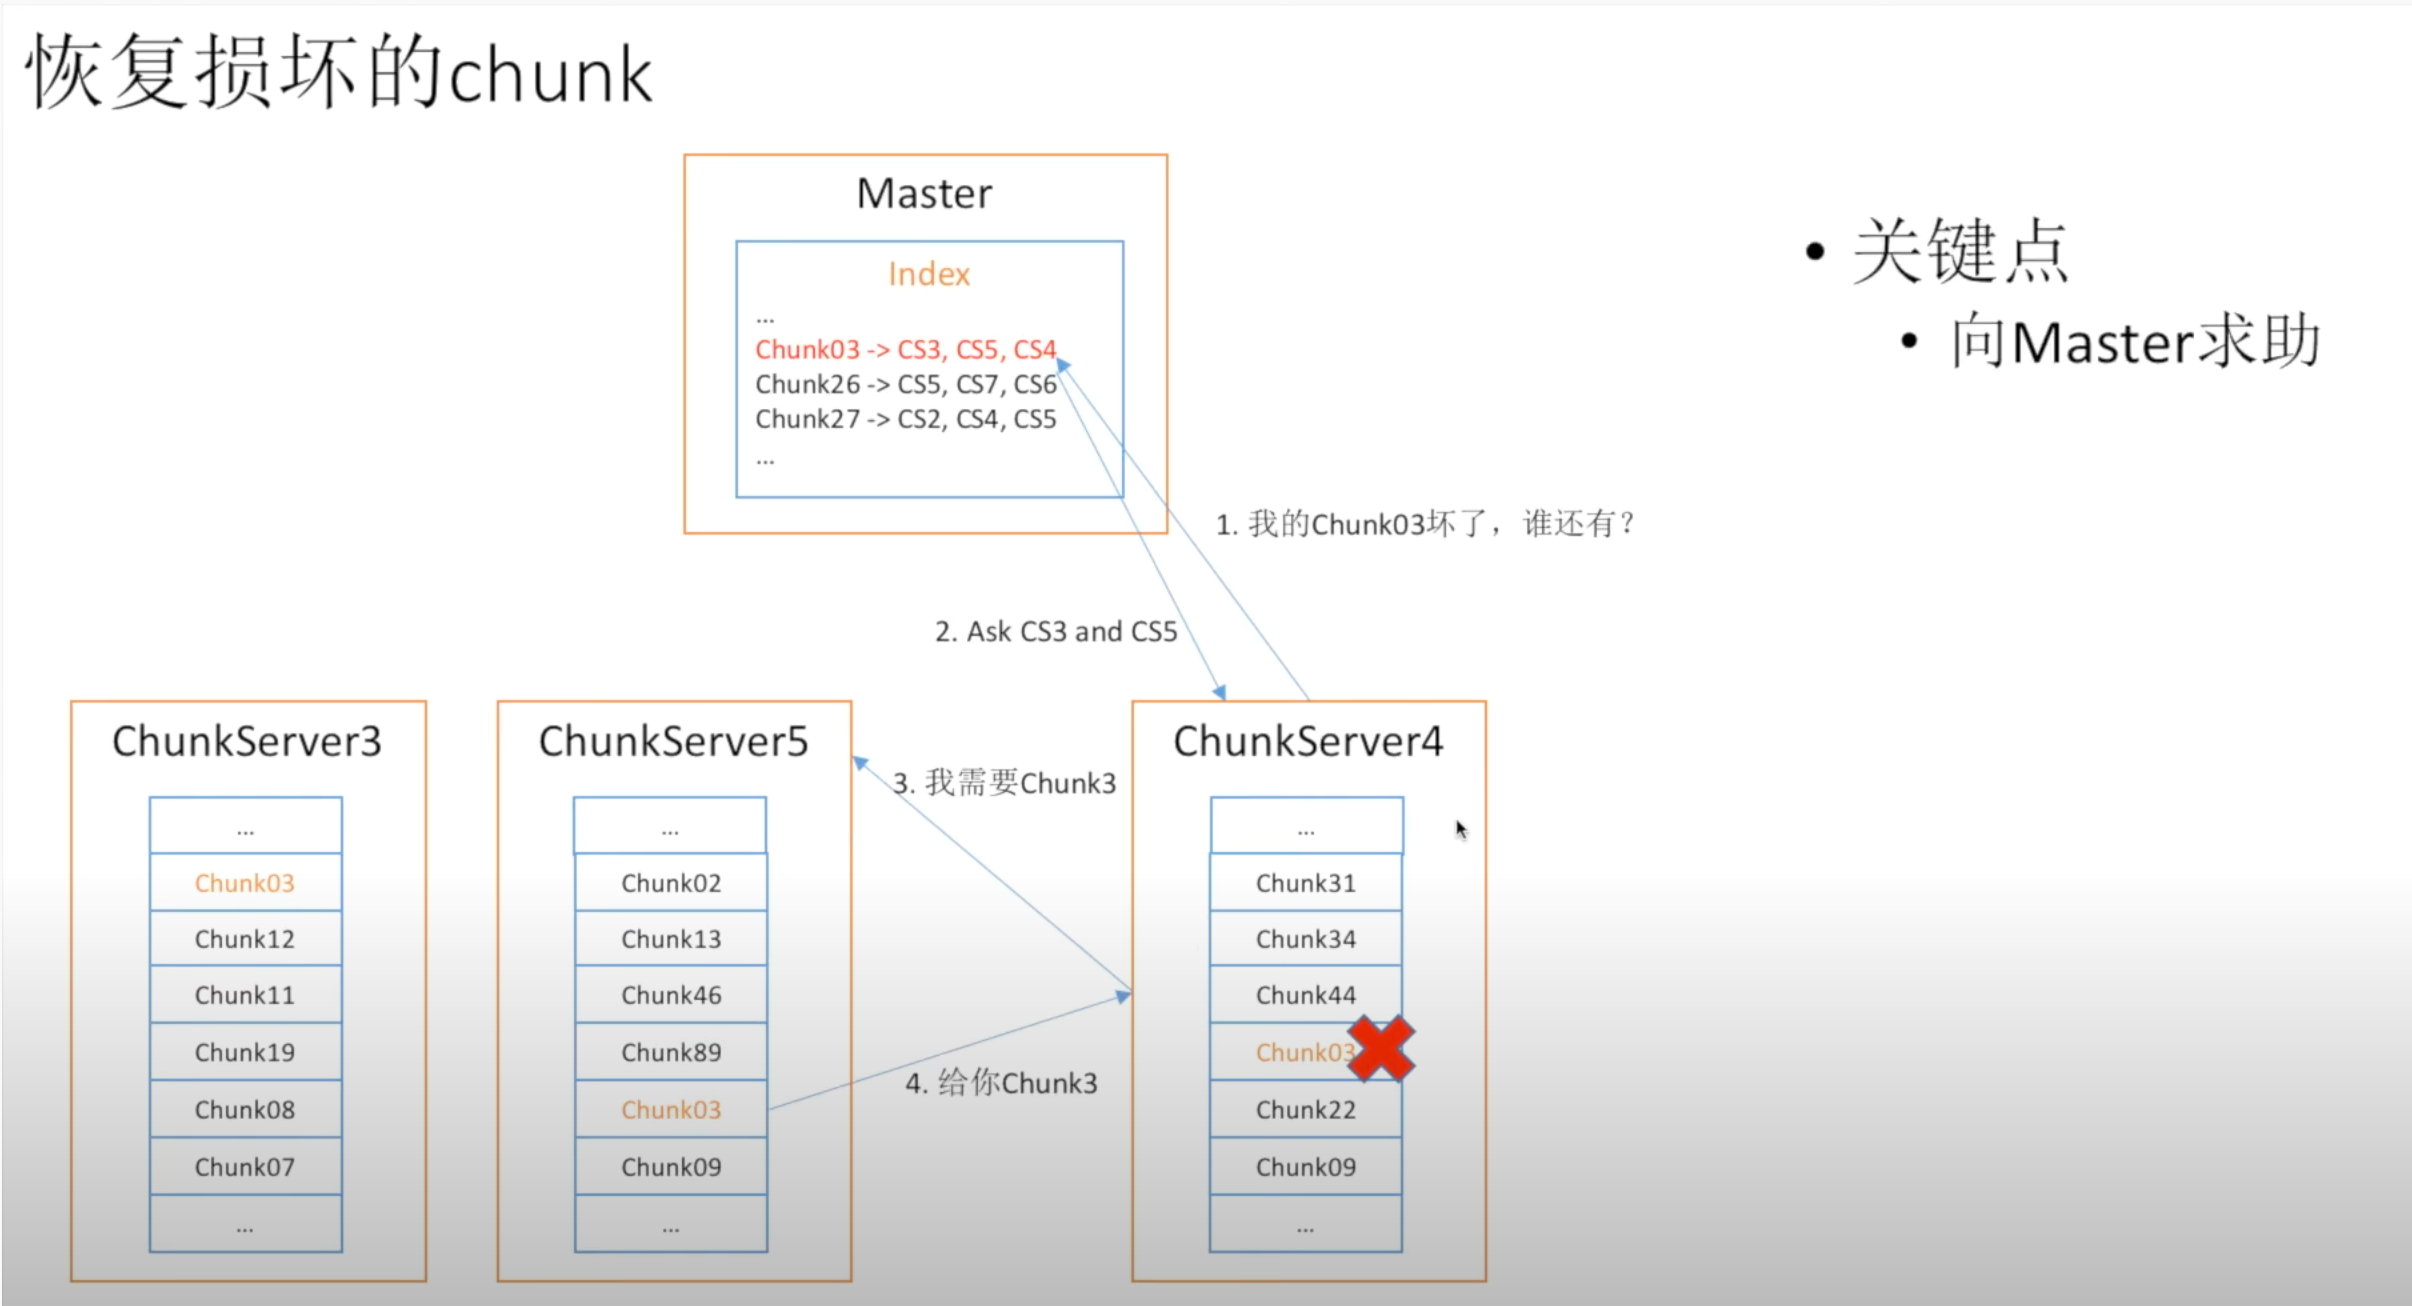 恢复损坏的chunk
Master
Index
...
Chunk03 -> CS3, CS5, CS4
Chunk26 -> CS5, CS7, CS6
Chunk27 -> CS2, CS4, CS5
...
• 关键点
• 向Master求助
1. 我的Chunk03坏了，谁还有？
2. Ask CS3 and CS5
ChunkServer3
...
Chunk03
Chunk12
Chunk11
Chunk19
Chunk08
Chunk07
...
ChunkServer5
...
Chunk02
Chunk13
Chunk46
Chunk89
Chunk03
Chunk09
...
3. 我需要Chunk3
4. 给你Chunk3
ChunkServer4
...
Chunk31
Chunk34
Chunk44
Chunk03
Chunk22
Chunk09
...